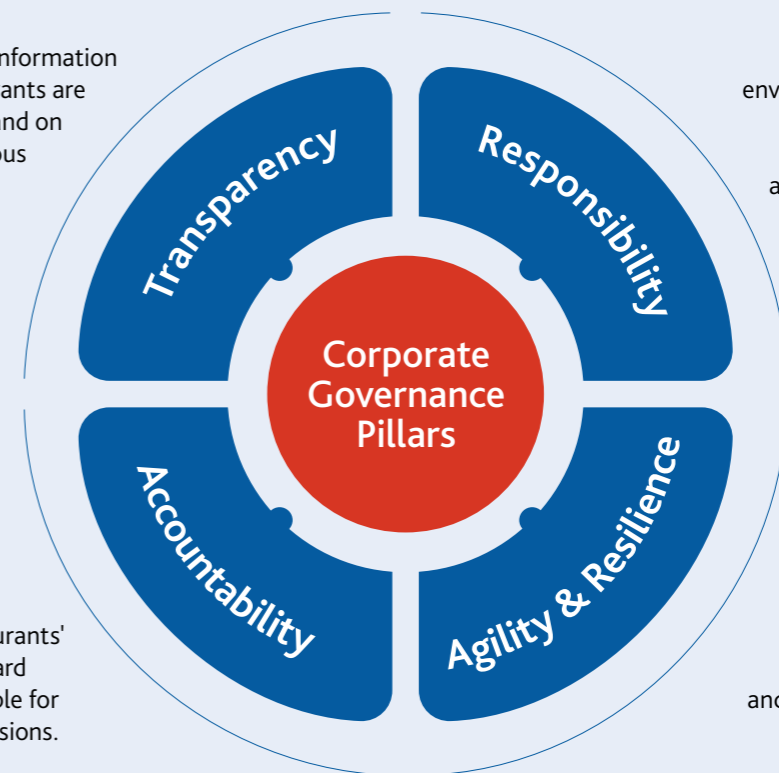 nformation
ants are
and on
ous
env
a
Transparency
Responsibility
Corporate
Governance
Pillars
Accountability
Agility & Resilience
urants'
ard
ble for
sions.
and